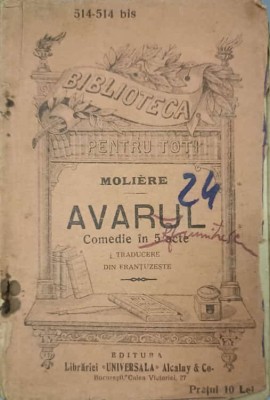 514-514 bis
BIBLIOTECA
PENTRU TOȚI
MOLIÈRE
24
AVARUL
Comedie în 5 acte
TRADUCERE
DIN FRANȚUZEȘTE
EDITURA
Librăriei "UNIVERSALA" Alcalay & Co.
București, Calea Victoriei, 27
Prețul 10 Lei